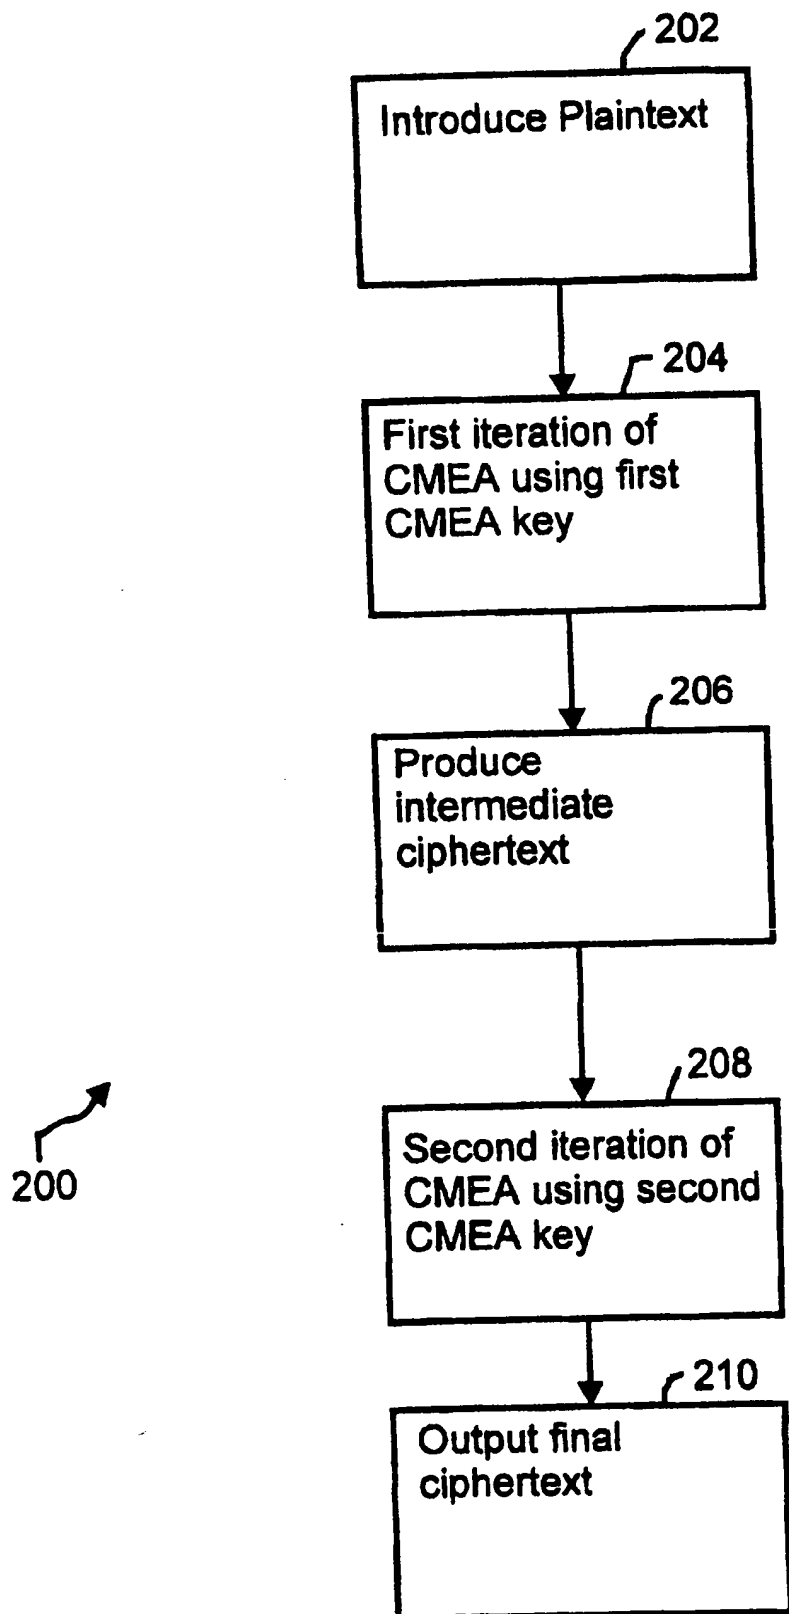 202
Introduce Plaintext
204
First iteration of
CMEA using first
CMEA key
206
Produce
intermediate
ciphertext
208
Second iteration of
CMEA using second
CMEA key
200
210
Output final
ciphertext